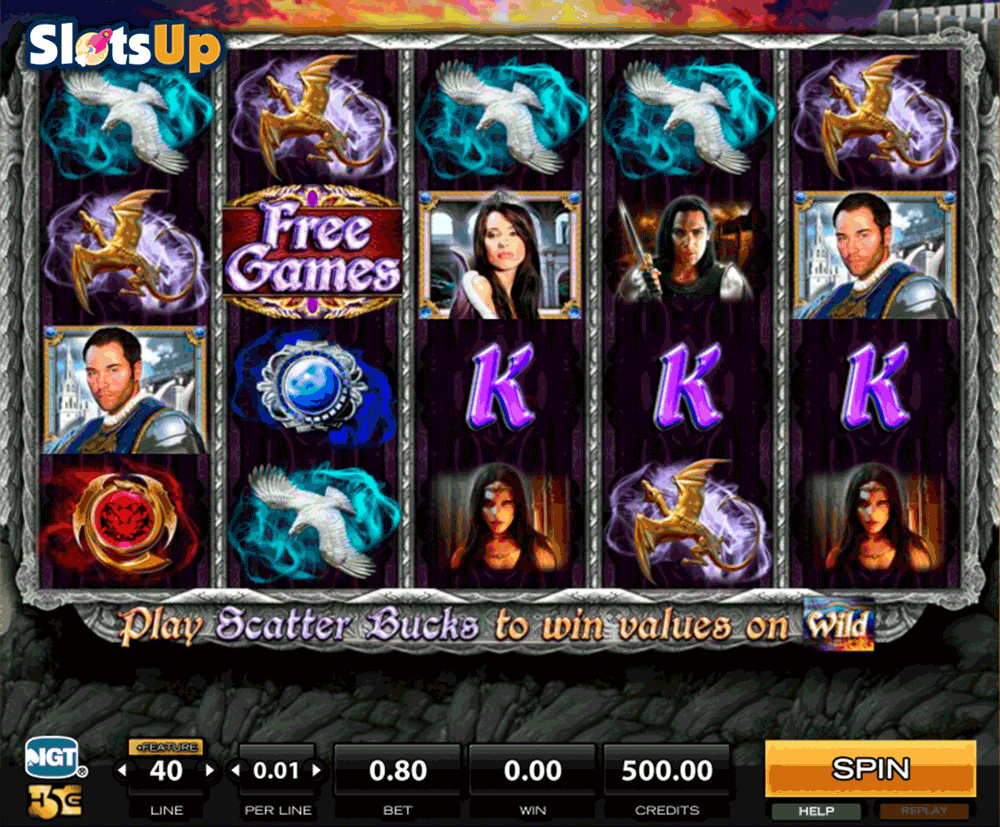 SlotsUp
Free
Games
K K K
Play Scatter Bucks to win values on Wild
IGT®
H5G
+FEATURE
40 0.01 0.80 0.00 500.00 SPIN
LINE PER LINE BET WIN CREDITS HELP REPLAY